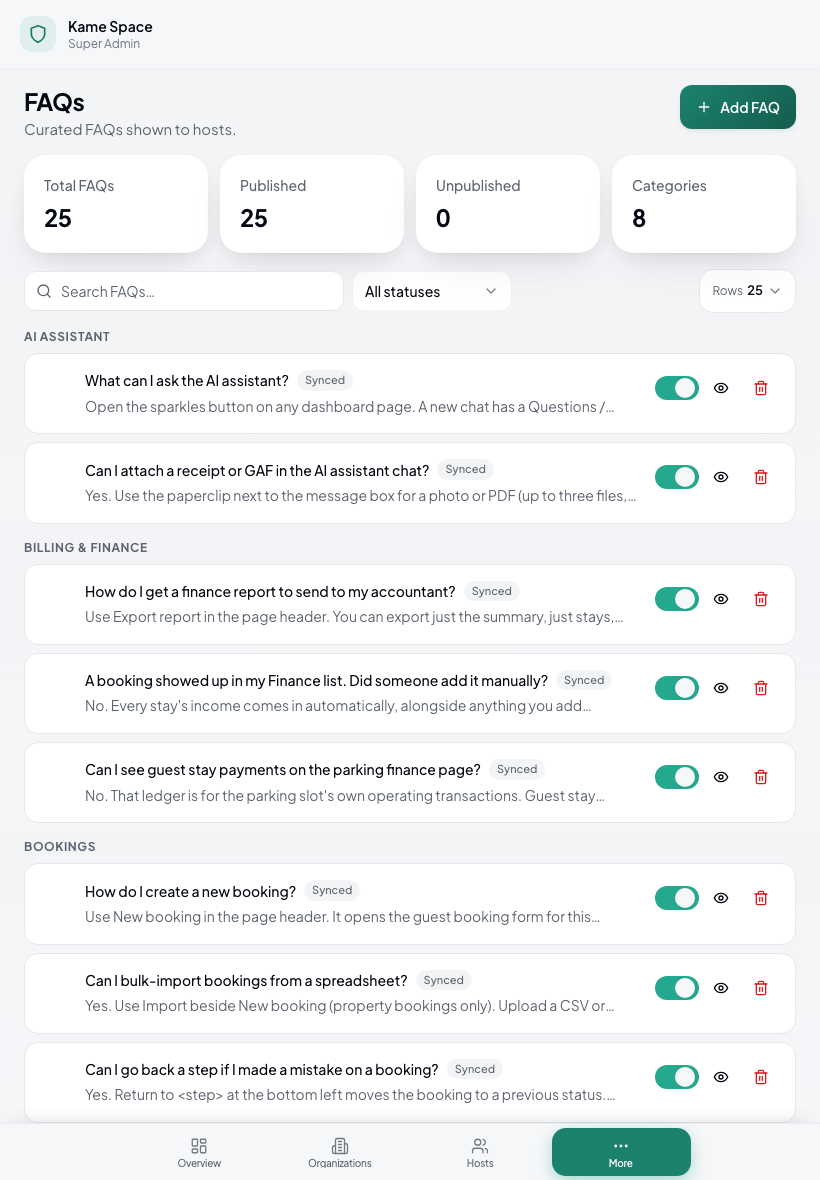 Kame Space
Super Admin
FAQs
Curated FAQs shown to hosts.
Add FAQ
Total FAQs
25
Published
25
Unpublished
0
Categories
8
Search FAQs...
All statuses
Rows 25
AI ASSISTANT
What can I ask the AI assistant? Synced
Open the sparkles button on any dashboard page. A new chat has a Questions /...
Can I attach a receipt or GAF in the AI assistant chat? Synced
Yes. Use the paperclip next to the message box for a photo or PDF (up to three files,...
BILLING & FINANCE
How do I get a finance report to send to my accountant? Synced
Use Export report in the page header. You can export just the summary, just stays,...
A booking showed up in my Finance list. Did someone add it manually? Synced
No. Every stay's income comes in automatically, alongside anything you add...
Can I see guest stay payments on the parking finance page? Synced
No. That ledger is for the parking slot's own operating transactions. Guest stay...
BOOKINGS
How do I create a new booking? Synced
Use New booking in the page header. It opens the guest booking form for this...
Can I bulk-import bookings from a spreadsheet? Synced
Yes. Use Import beside New booking (property bookings only). Upload a CSV or...
Can I go back a step if I made a mistake on a booking? Synced
Yes. Return to <step> at the bottom left moves the booking to a previous status....
Overview
Organizations
Hosts
More